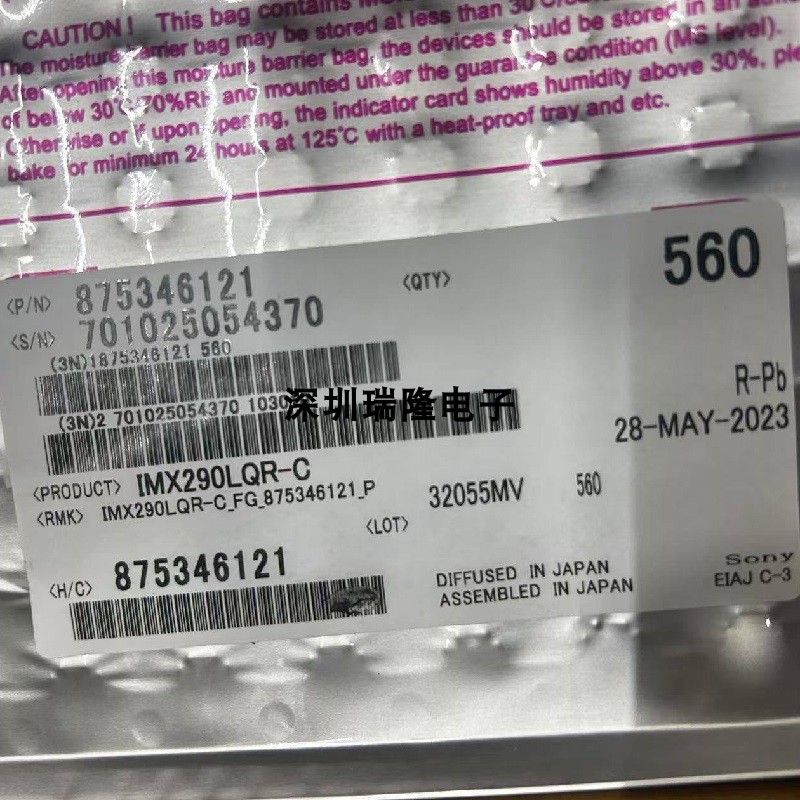 CAUTION! This bag contains
The moisture barrier bag may be stored at less than 30
After opening this moisture barrier bag, the devices should be stored in an
of below 30℃/70%RH and mounted under the guarantee condition (MS level).
Otherwise or if upon opening, the indicator card shows humidity above 30%,
bake for minimum 24 hours at 125℃ with a heat-proof tray and etc.
<P/N> 875346121 <QTY> 560
<S/N> 701025054370
(3N)1875346121 560
(3N)2 701025054370 1030
深圳瑞隆电子
R-Pb
28-MAY-2023
<PRODUCT> IMX290LQR-C
<RMK> IMX290LQR-C_FG_875346121_P
32055MV 560
<LOT>
<H/C> 875346121
DIFFUSED IN JAPAN
ASSEMBLED IN JAPAN
Sony
EIAJ C-3